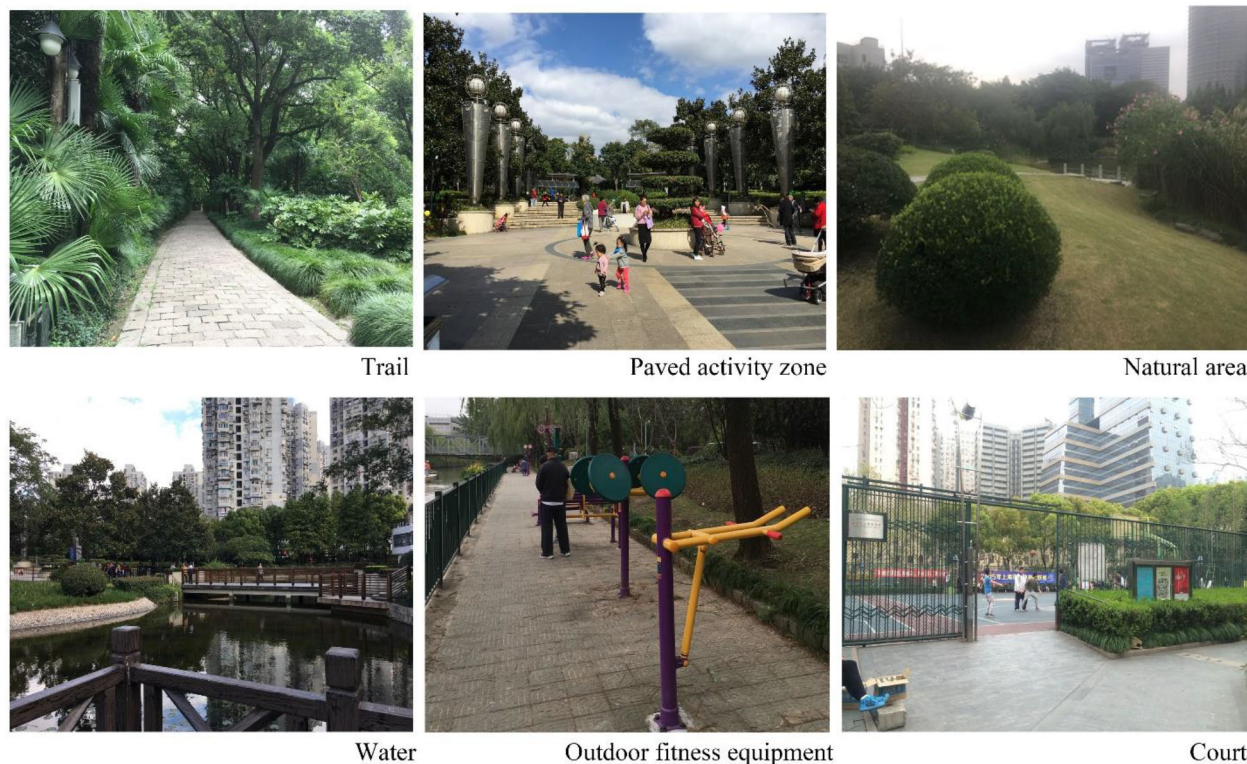 Trail
Paved activity zone
Natural area
Water
Outdoor fitness equipment
Court